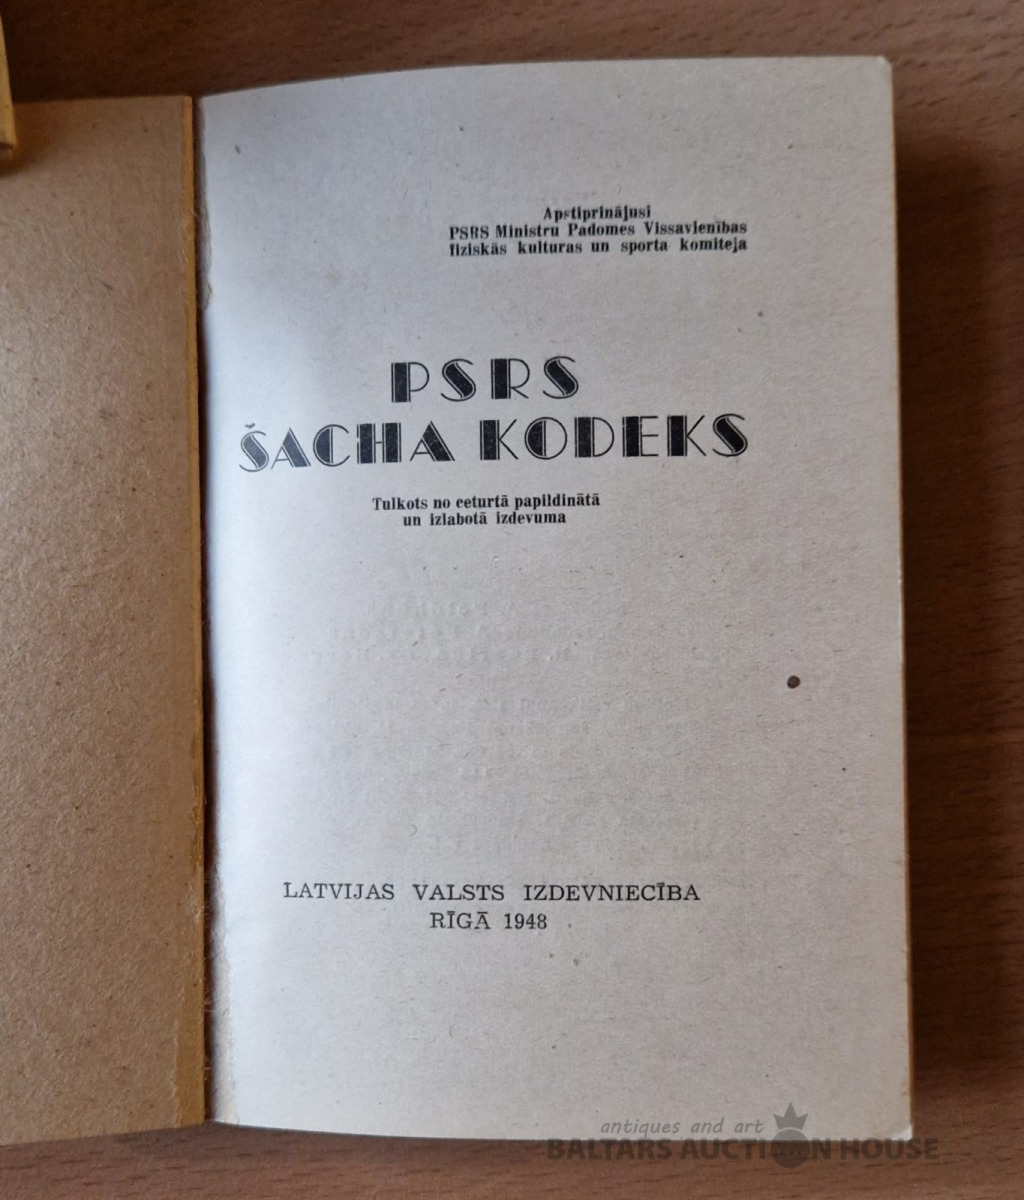 Apstiprinājusi
PSRS Ministru Padomes Vissavienības
fiziskās kulturas un sporta komiteja
PSRS
ŠACHA KODEKS
Tulkots no ceturtā papildinātā
un izlabotā izdevuma
LATVIJAS VALSTS IZDEVNIECĪBA
RĪGĀ 1948
antiques and art
BALTARS AUCTION HOUSE